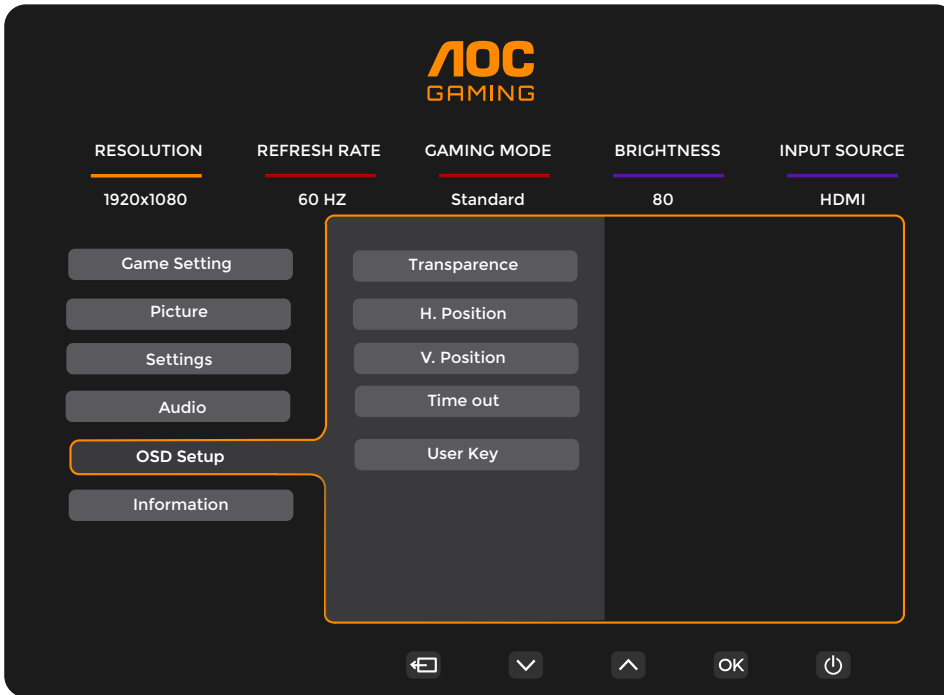 AOC
GAMING
RESOLUTION REFRESH RATE GAMING MODE BRIGHTNESS INPUT SOURCE
1920x1080 60 HZ Standard 80 HDMI
Game Setting
Picture
Settings
Audio
OSD Setup
Information
Transparence
H. Position
V. Position
Time out
User Key
OK